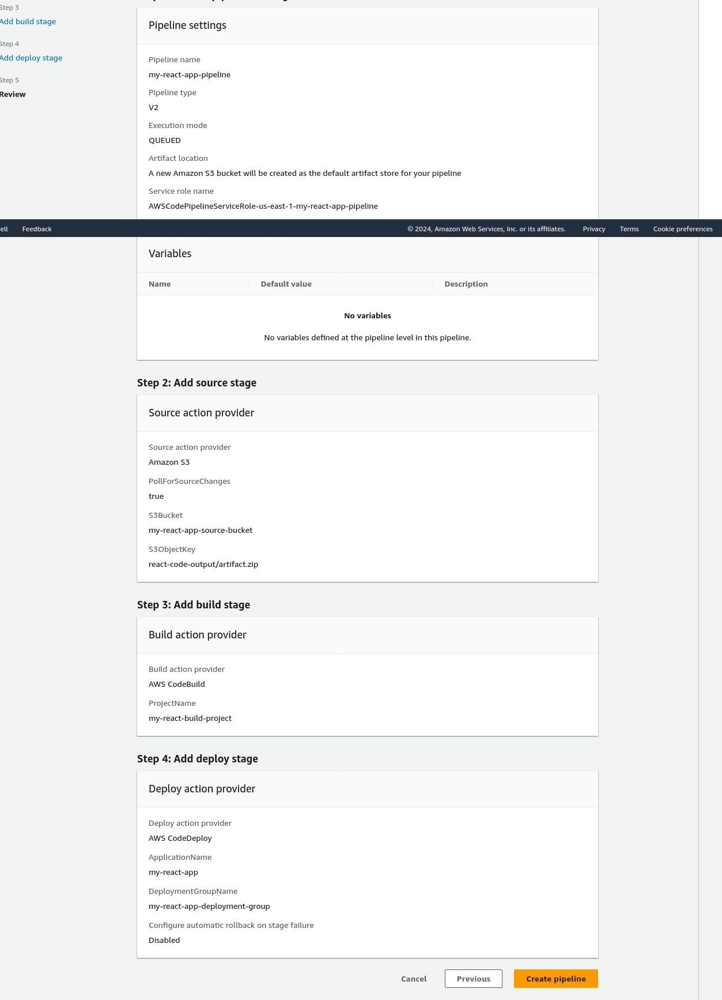 Step 3
Add build stage
Step 4
Add deploy stage
Step 5
Review
Pipeline settings
Pipeline name
my-react-app-pipeline
Pipeline type
V2
Execution mode
QUEUED
Artifact location
A new Amazon S3 bucket will be created as the default artifact store for your pipeline
Service role name
AWSCodePipelineServiceRole-us-east-1-my-react-app-pipeline
ell Feedback © 2024, Amazon Web Services, Inc. or its affiliates. Privacy Terms Cookie preferences
Variables
Name Default value Description
No variables
No variables defined at the pipeline level in this pipeline.
Step 2: Add source stage
Source action provider
Source action provider
Amazon S3
PollForSourceChanges
true
S3Bucket
my-react-app-source-bucket
S3ObjectKey
react-code-output/artifact.zip
Step 3: Add build stage
Build action provider
Build action provider
AWS CodeBuild
ProjectName
my-react-build-project
Step 4: Add deploy stage
Deploy action provider
Deploy action provider
AWS CodeDeploy
ApplicationName
my-react-app
DeploymentGroupName
my-react-app-deployment-group
Configure automatic rollback on stage failure
Disabled
Cancel Previous Create pipeline